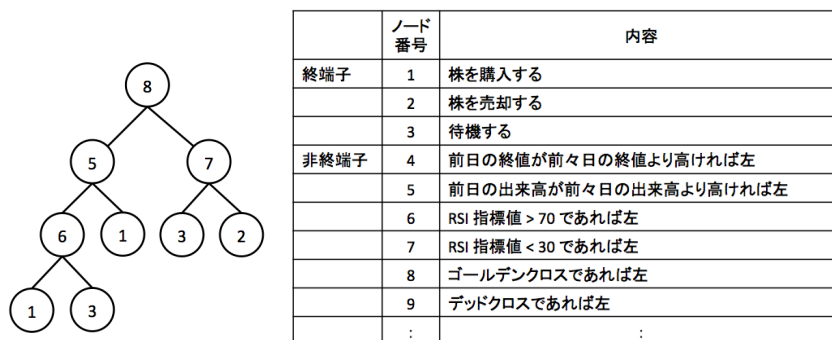 8
5
7
6
1
3
2
1
3
ノード番号 内容
終端子 1 株を購入する
2 株を売却する
3 待機する
非終端子 4 前日の終値が前々日の終値より高ければ左
5 前日の出来高が前々日の出来高より高ければ左
6 RSI 指標値 > 70 であれば左
7 RSI 指標値 < 30 であれば左
8 ゴールデンクロスであれば左
9 デッドクロスであれば左
: :